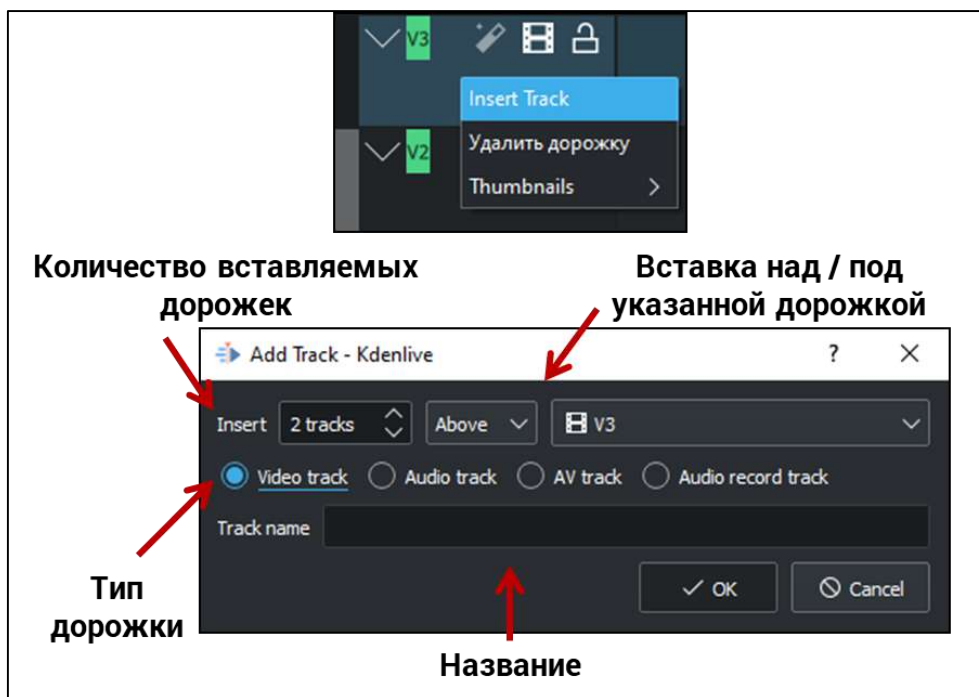 V3
Insert Track
V2
Удалить дорожку
Thumbnails
Количество вставляемых
дорожек
Вставка над / под
указанной дорожкой
Add Track - Kdenlive ?
Insert 2 tracks Above V3
Video track Audio track AV track Audio record track
Track name
OK Cancel
Тип
дорожки
Название